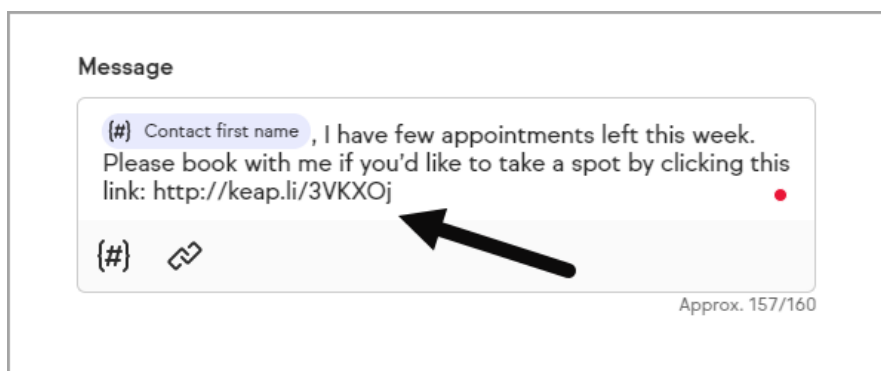 Message
{#} Contact first name , I have few appointments left this week.
Please book with me if you'd like to take a spot by clicking this
link: http://keap.li/3VKXOj
{#}
Approx. 157/160